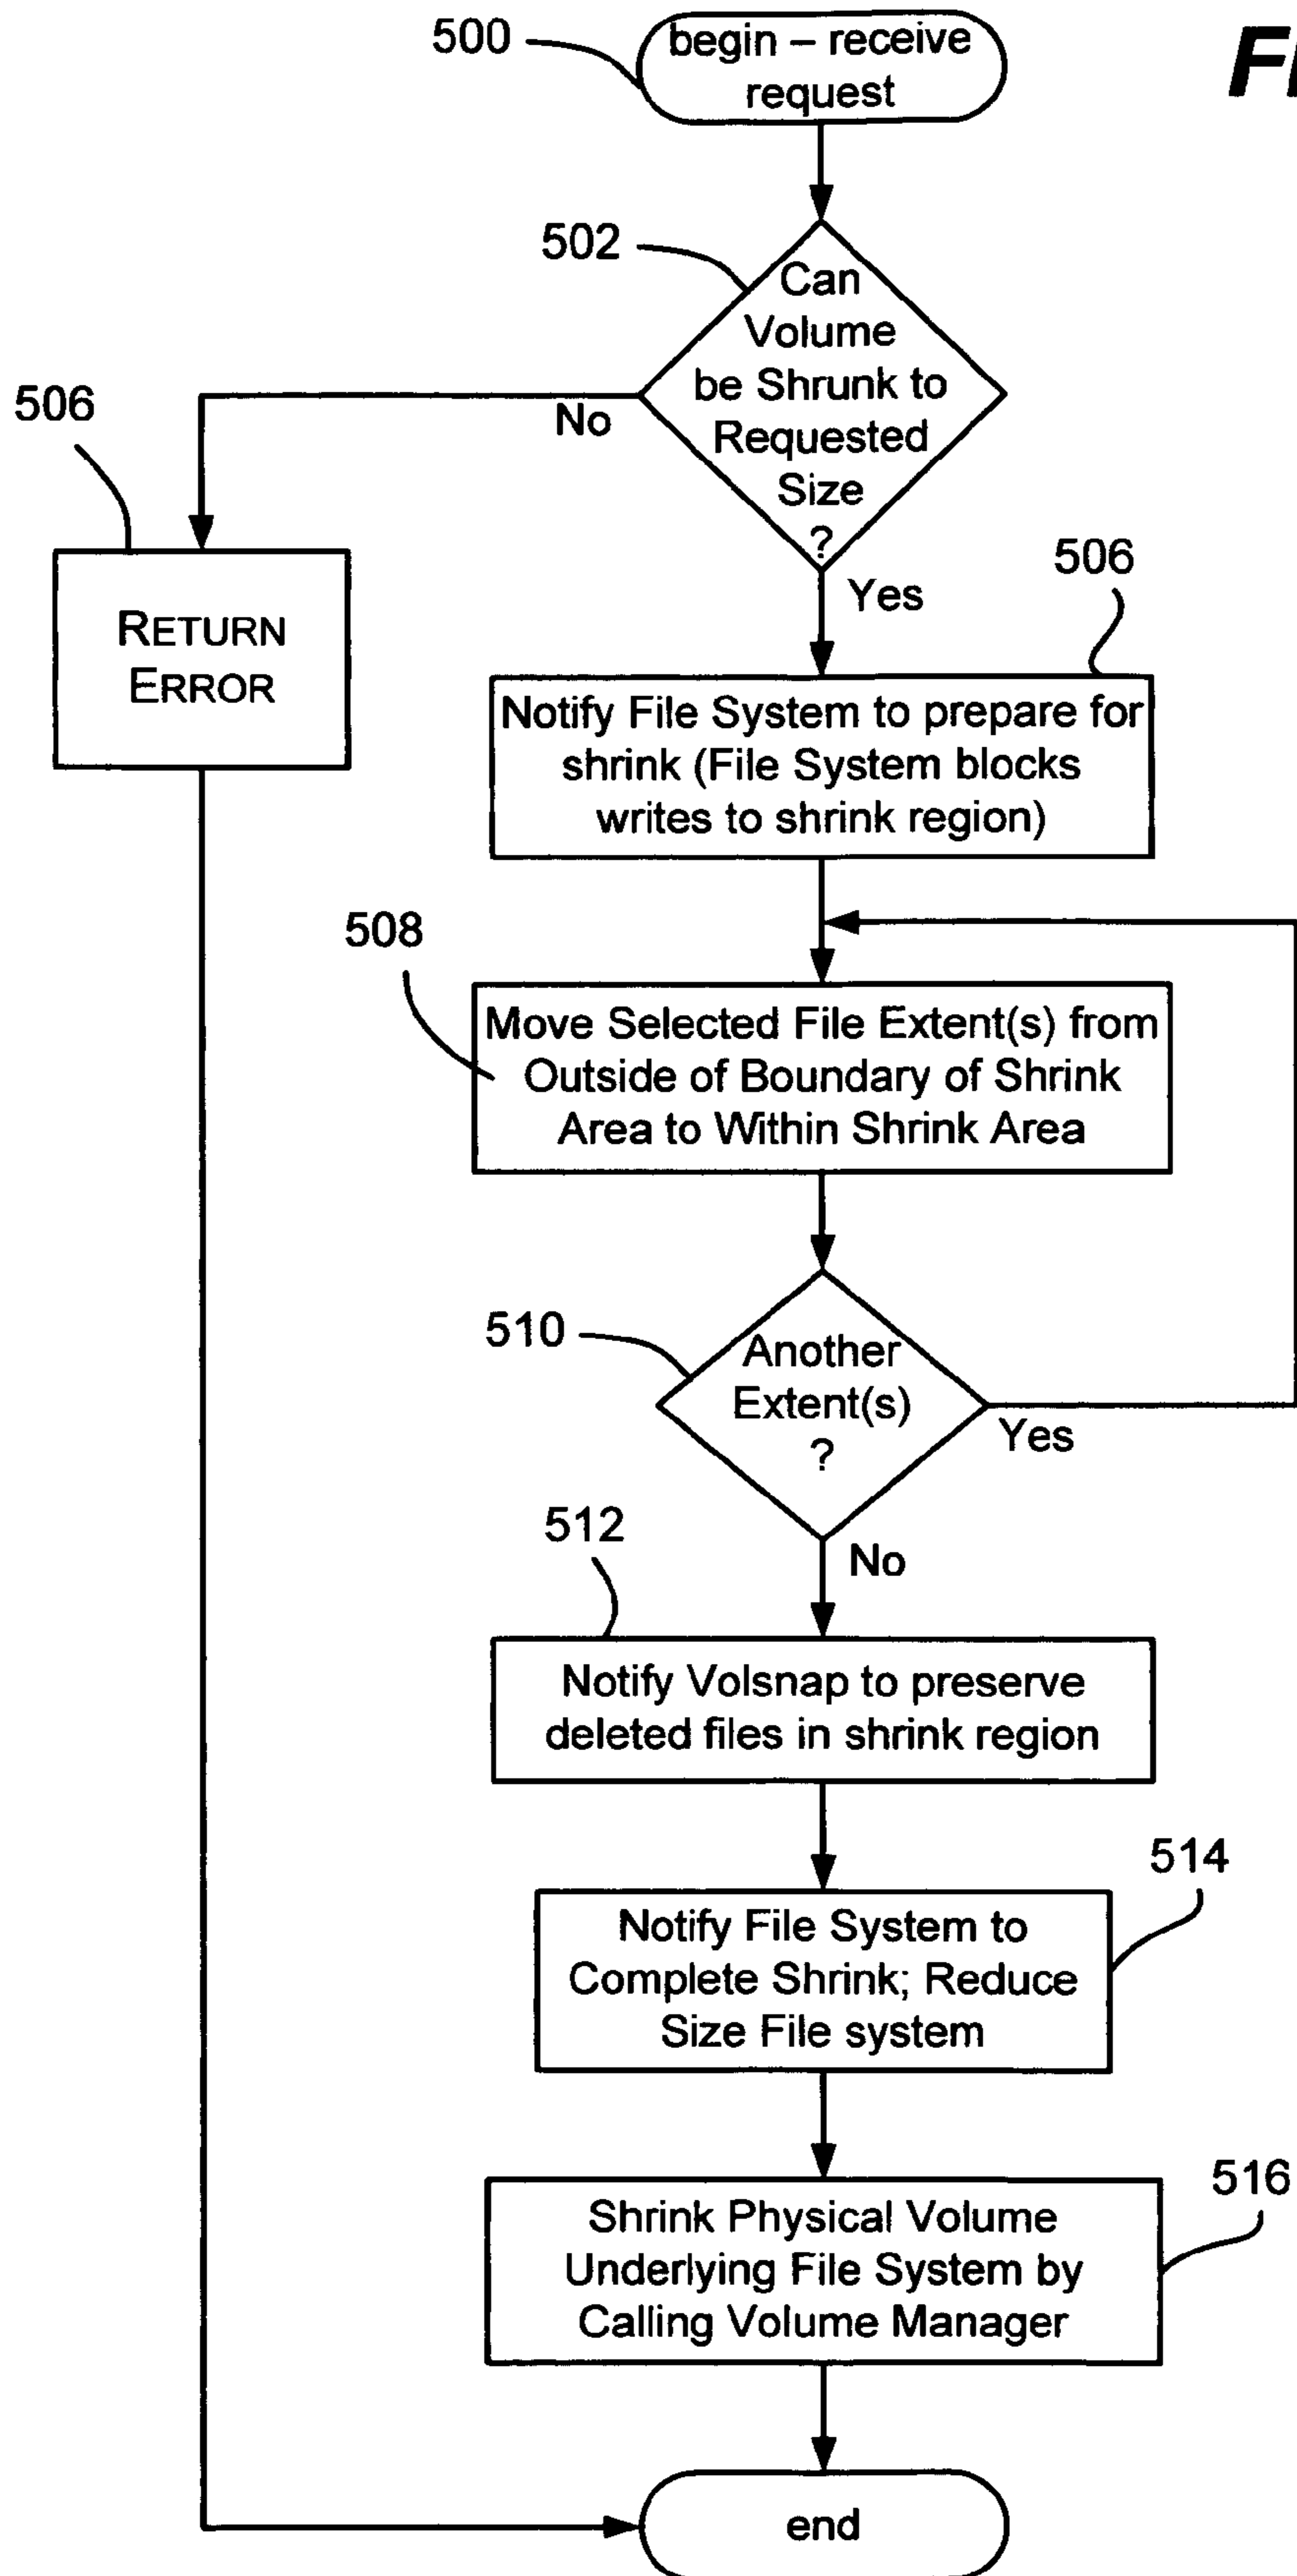 500
begin – receive
request
502
Can
Volume
be Shrunk to
Requested
Size
?
No
Yes
506
RETURN
ERROR
506
Notify File System to prepare for
shrink (File System blocks
writes to shrink region)
508
Move Selected File Extent(s) from
Outside of Boundary of Shrink
Area to Within Shrink Area
510
Another
Extent(s)
?
Yes
No
512
Notify Volsnap to preserve
deleted files in shrink region
514
Notify File System to
Complete Shrink; Reduce
Size File system
516
Shrink Physical Volume
Underlying File System by
Calling Volume Manager
end